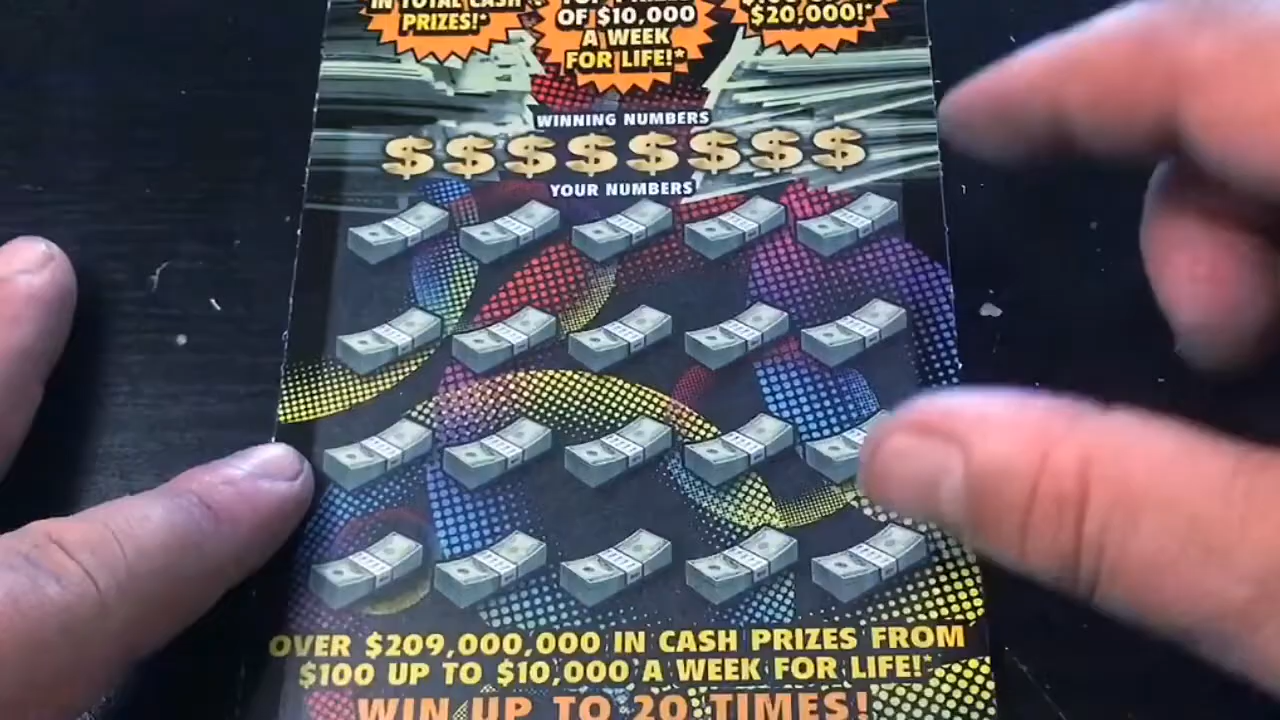 IN TOTAL CASH
PRIZES!*
OF $10,000
A WEEK
FOR LIFE!*
$20,000!*
WINNING NUMBERS
$$$$$$$$
YOUR NUMBERS
OVER $209,000,000 IN CASH PRIZES FROM
$100 UP TO $10,000 A WEEK FOR LIFE!*
WIN UP TO 20 TIMES!